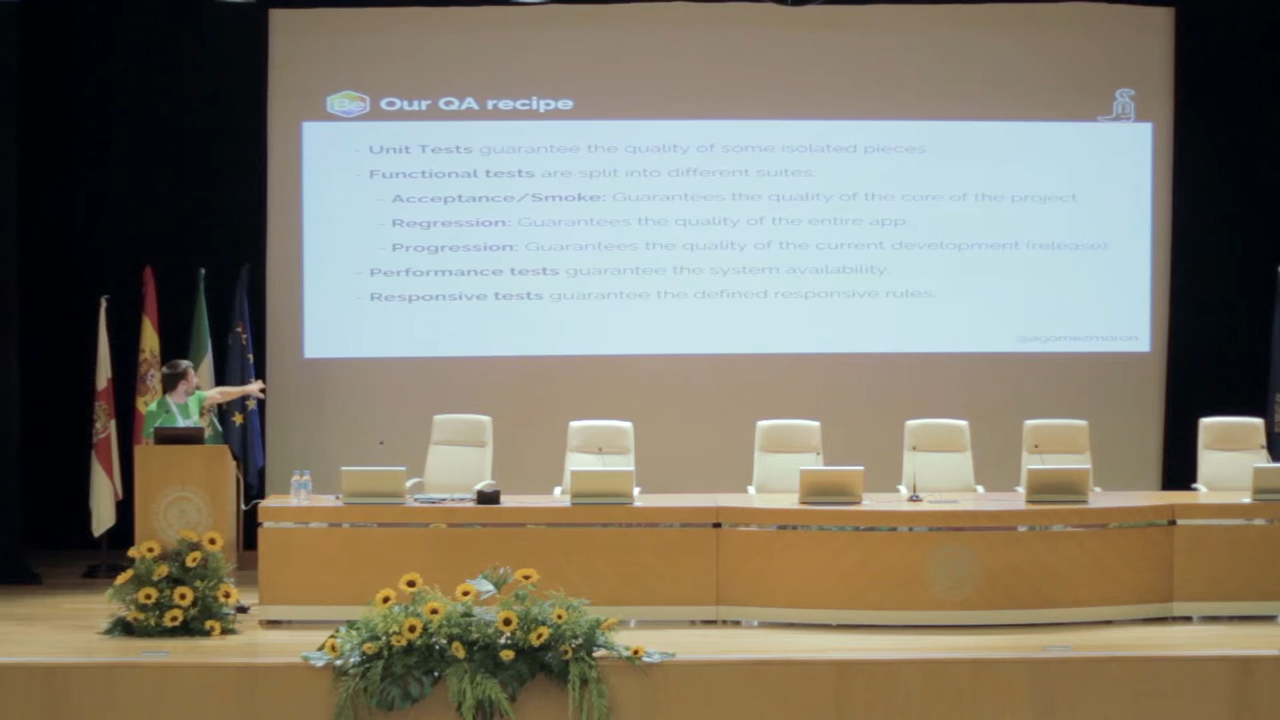 Be Our QA recipe
- Unit Tests guarantee the quality of some isolated pieces.
- Functional tests are split into different suites:
- Acceptance/Smoke: Guarantees the quality of the core of the project.
- Regression: Guarantees the quality of the entire app.
- Progression: Guarantees the quality of the current development (release).
- Performance tests guarantee the system availability.
- Responsive tests guarantee the defined responsive rules.
@agomezmoron